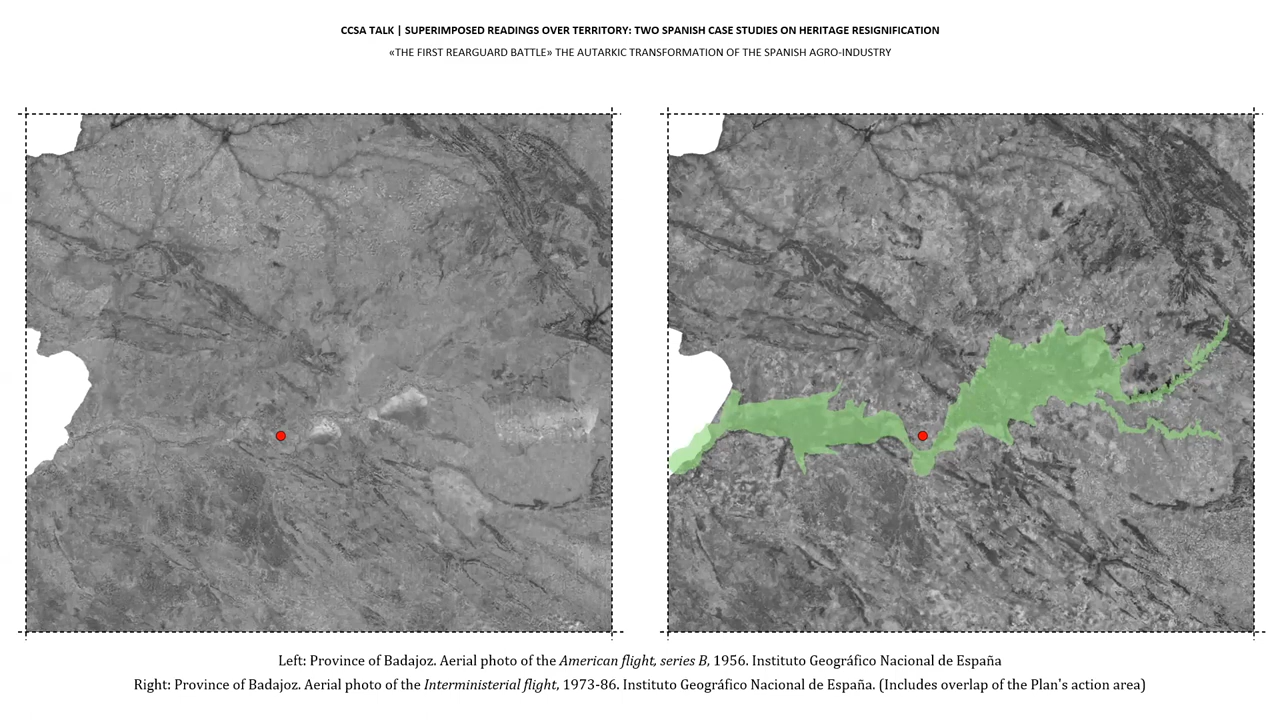 CCSA TALK | SUPERIMPOSED READINGS OVER TERRITORY: TWO SPANISH CASE STUDIES ON HERITAGE RESIGNIFICATION
«THE FIRST REARGUARD BATTLE» THE AUTARKIC TRANSFORMATION OF THE SPANISH AGRO-INDUSTRY
Left: Province of Badajoz. Aerial photo of the American flight, series B, 1956. Instituto Geográfico Nacional de España
Right: Province of Badajoz. Aerial photo of the Interministerial flight, 1973-86. Instituto Geográfico Nacional de España. (Includes overlap of the Plan's action area)